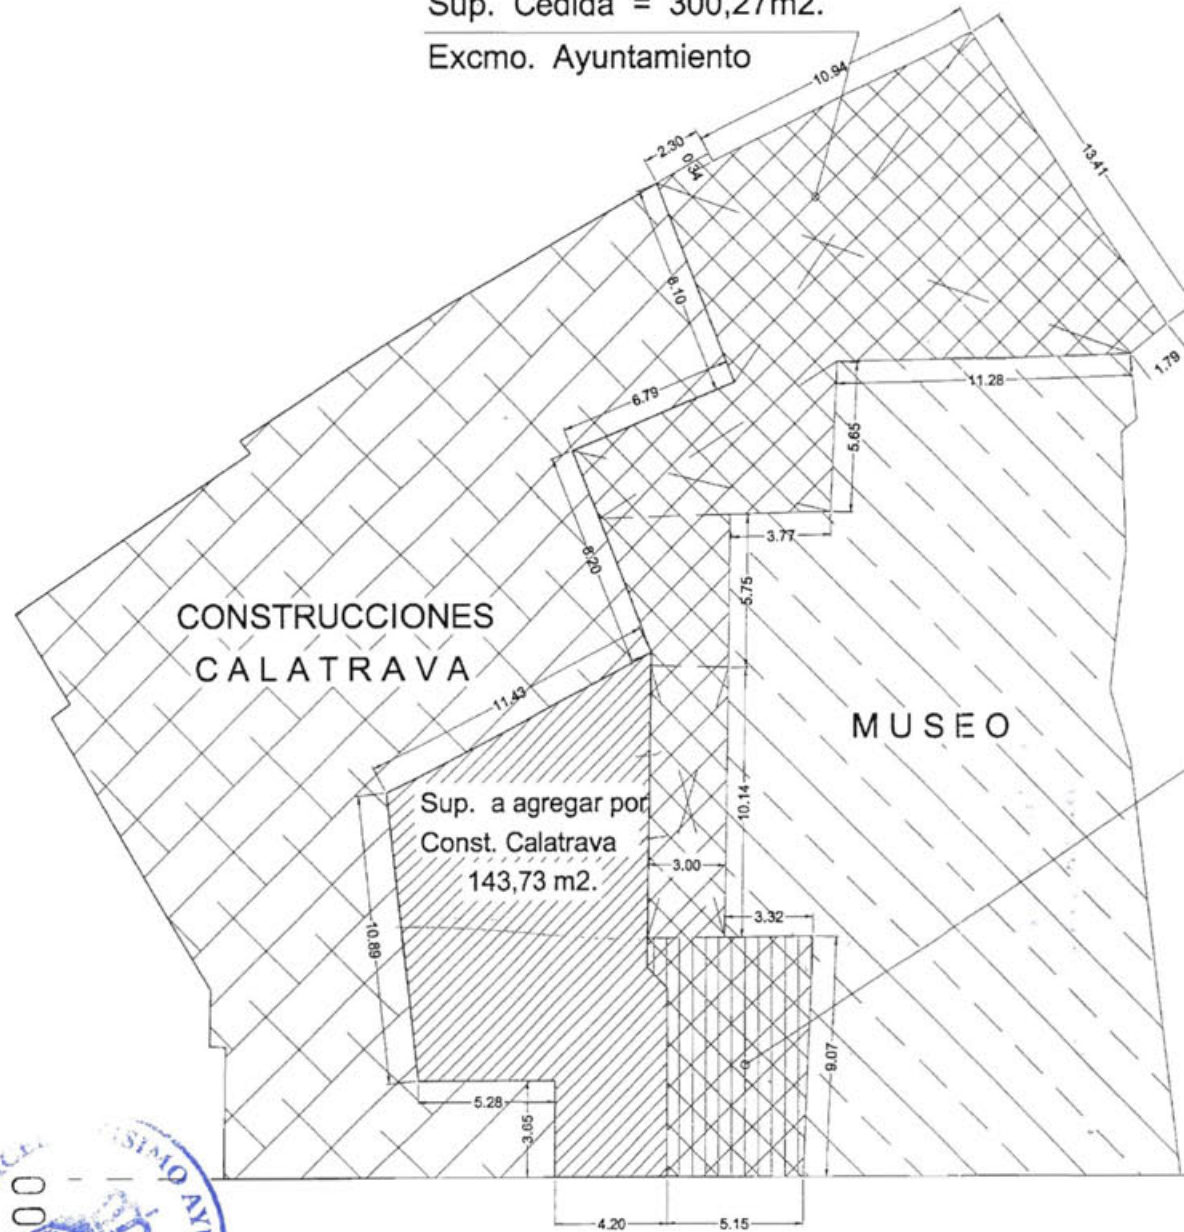 Sup. Cedida = 300,27m2.
Excmo. Ayuntamiento
10.94
2.30
0.34
13.41
8.10
1.79
11.28
6.79
5.65
3.77
8.20
5.75
CONSTRUCCIONES
CALATRAVA
11.43
MUSEO
Sup. a agregar por
Const. Calatrava
143,73 m2.
10.14
3.00
3.32
10.89
9.07
5.28
3.65
4.20
5.15
SIMO AY
00